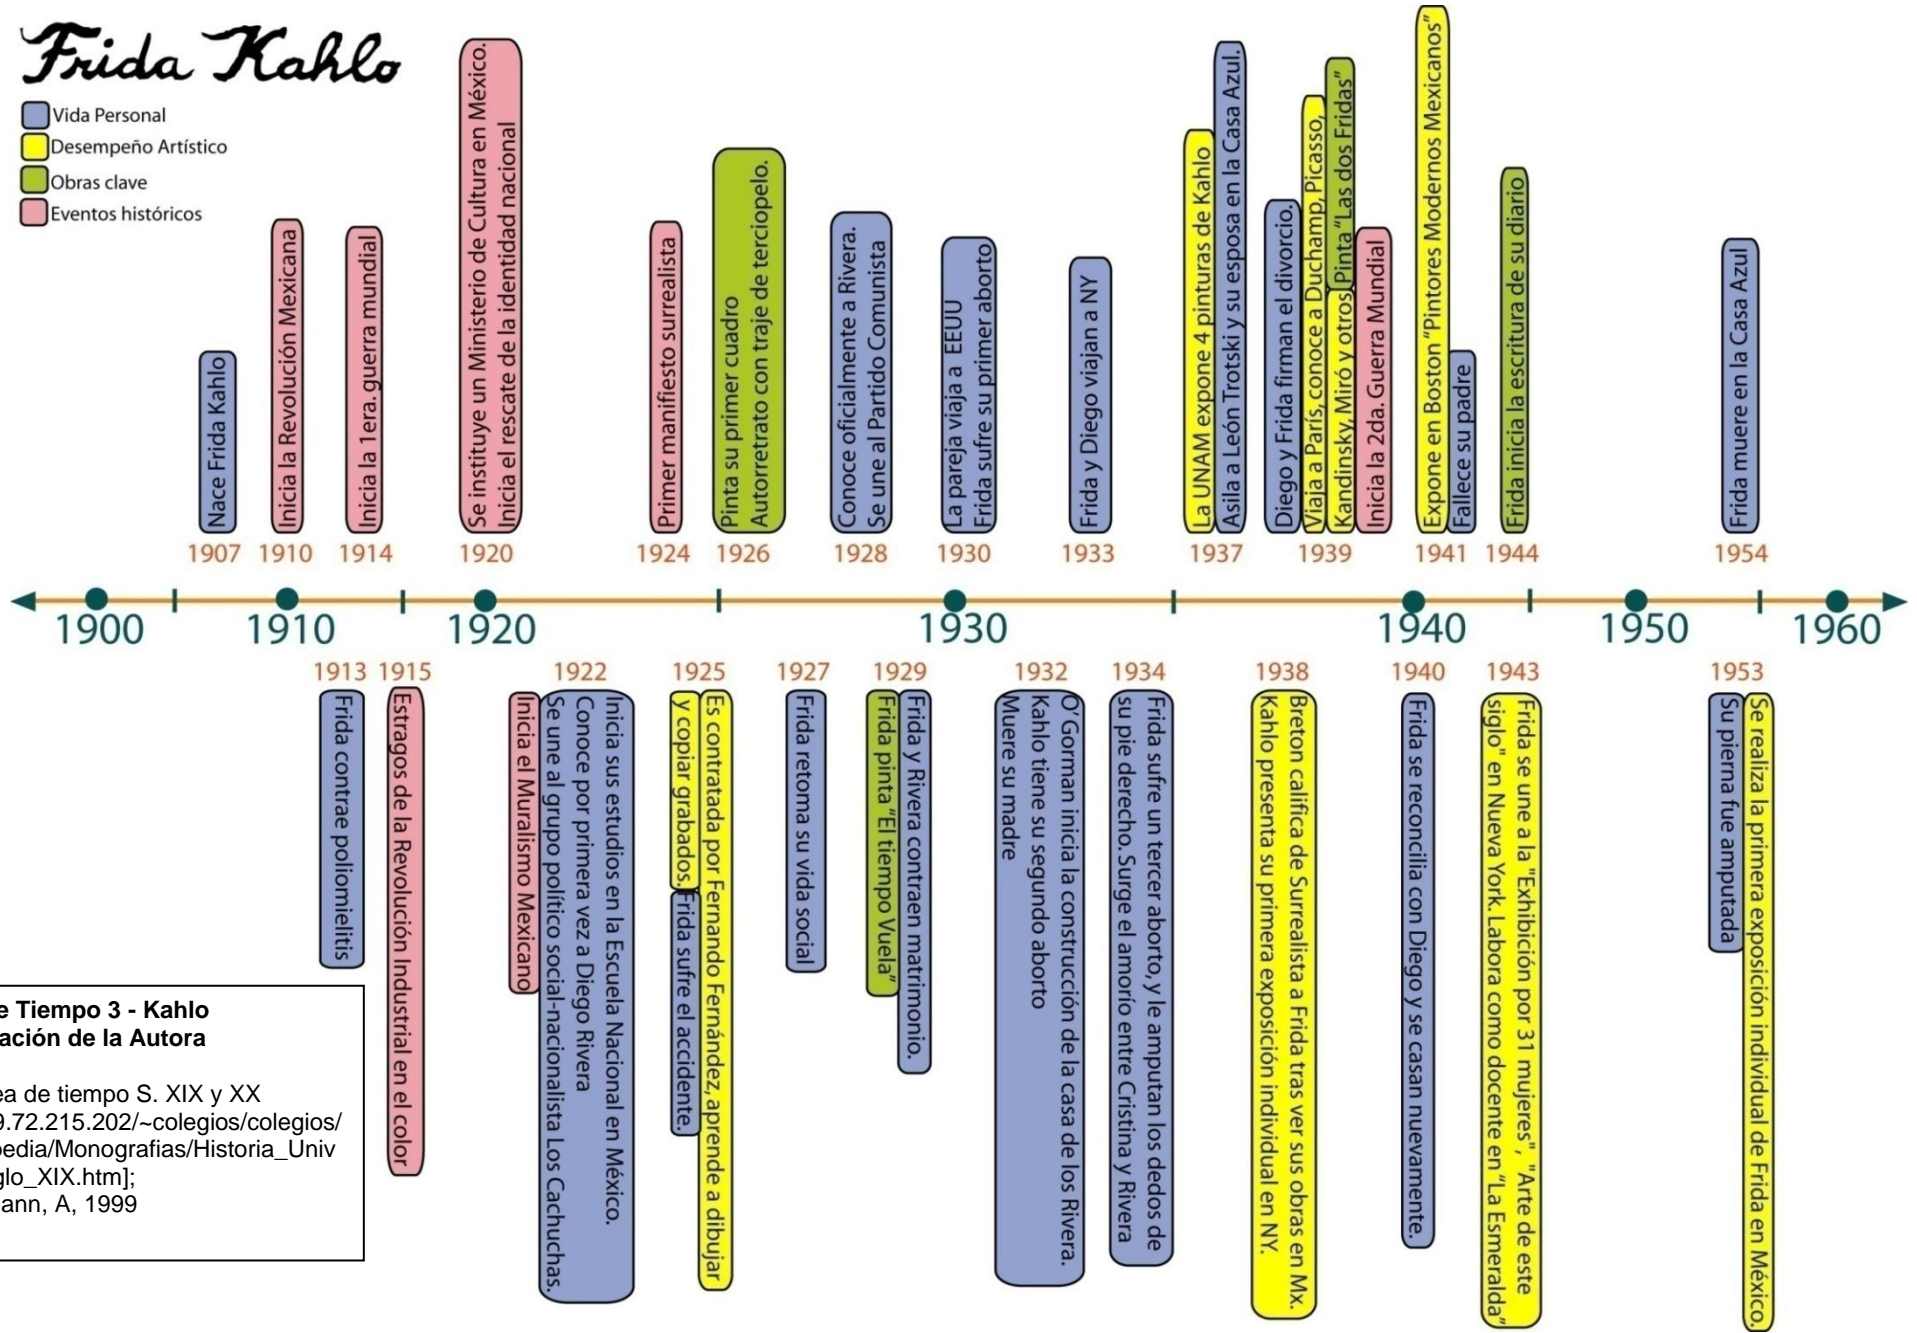 Frida Kahlo
Vida Personal
Desempeño Artístico
Obras clave
Eventos históricos
Nace Frida Kahlo
1907
Inicia la Revolución Mexicana
1910
Inicia la 1era. guerra mundial
1914
Se instituye un Ministerio de Cultura en México.
Inicia el rescate de la identidad nacional
1920
Primer manifiesto surrealista
1924
Pinta su primer cuadro
Autorretrato con traje de terciopelo.
1926
Conoce oficialmente a Rivera.
Se une al Partido Comunista
1928
La pareja viaja a EEUU
Frida sufre su primer aborto
1930
Frida y Diego viajan a NY
1933
La UNAM expone 4 pinturas de Kahlo
Asila a León Trotski y su esposa en la Casa Azul.
1937
Diego y Frida firman el divorcio.
Viaja a París, conoce a Duchamp, Picasso,
Kandinsky, Miró y otros
Pinta "Las dos Fridas"
Inicia la 2da. Guerra Mundial
1939
Expone en Boston "Pintores Modernos Mexicanos"
Fallece su padre
1941
Frida inicia la escritura de su diario
1944
Frida muere en la Casa Azul
1954
1900
1910
1920
1930
1940
1950
1960
1913
Frida contrae poliomielitis
1915
Estragos de la Revolución Industrial en el color
1922
Inicia el Muralismo Mexicano
Inicia sus estudios en la Escuela Nacional en México.
Conoce por primera vez a Diego Rivera
Se une al grupo político social-nacionalista Los Cachuchas.
1925
Es contratada por Fernando Fernández, aprende a dibujar
y copiar grabados.
Frida sufre el accidente.
1927
Frida retoma su vida social
1929
Frida pinta "El tiempo Vuela"
Frida y Rivera contraen matrimonio.
1932
O'Gorman inicia la construcción de la casa de los Rivera.
Kahlo tiene su segundo aborto
Muere su madre
1934
Frida sufre un tercer aborto, y le amputan los dedos de
su pie derecho. Surge el amorío entre Cristina y Rivera
1938
Breton califica de Surrealista a Frida tras ver sus obras en Mx.
Kahlo presenta su primera exposición individual en NY.
1940
Frida se reconcilia con Diego y se casan nuevamente.
1943
Frida se une a la "Exhibición por 31 mujeres", "Arte de este
siglo" en Nueva York. Labora como docente en "La Esmeralda"
1953
Su pierna fue amputada
Se realiza la primera exposición individual de Frida en México.
e Tiempo 3 - Kahlo
ación de la Autora
ea de tiempo S. XIX y XX
9.72.215.202/~colegios/colegios/
pedia/Monografias/Historia_Univ
glo_XIX.htm];
ann, A, 1999